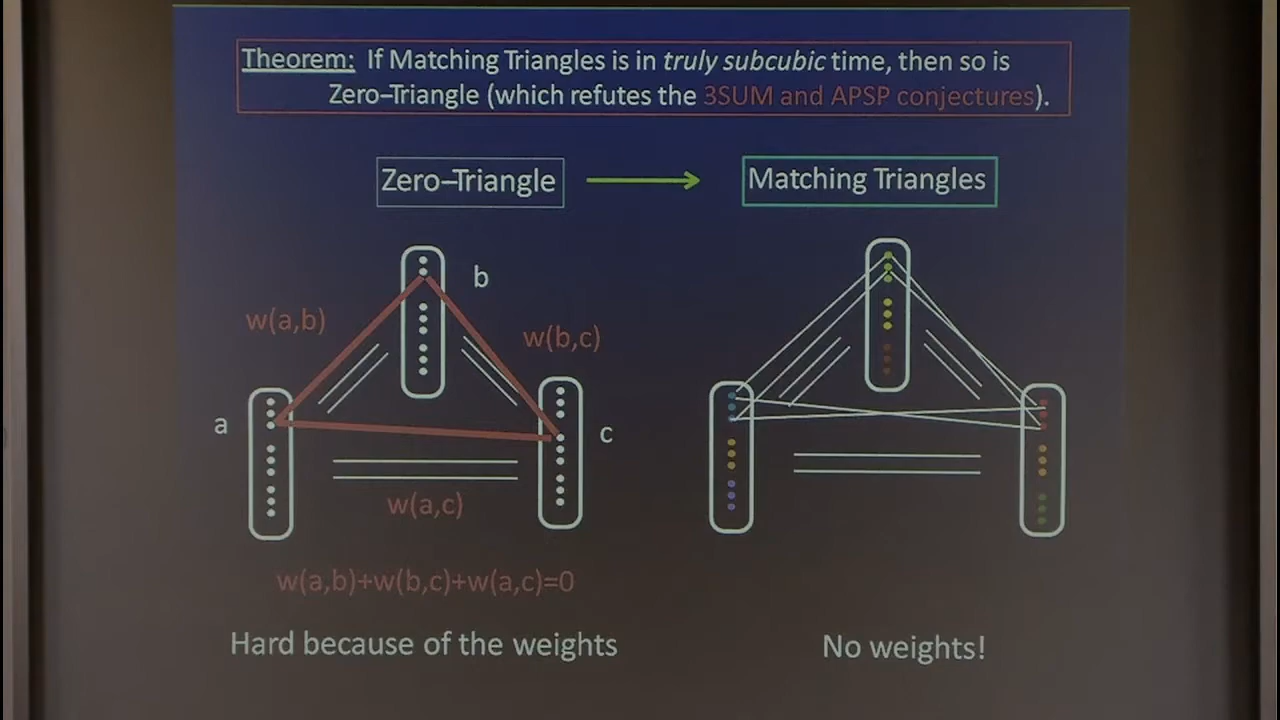 Theorem: If Matching Triangles is in truly subcubic time, then so is
Zero–Triangle (which refutes the 3SUM and APSP conjectures).
Zero–Triangle
Matching Triangles
b
w(a,b)
w(b,c)
a
c
w(a,c)
w(a,b)+w(b,c)+w(a,c)=0
Hard because of the weights
No weights!